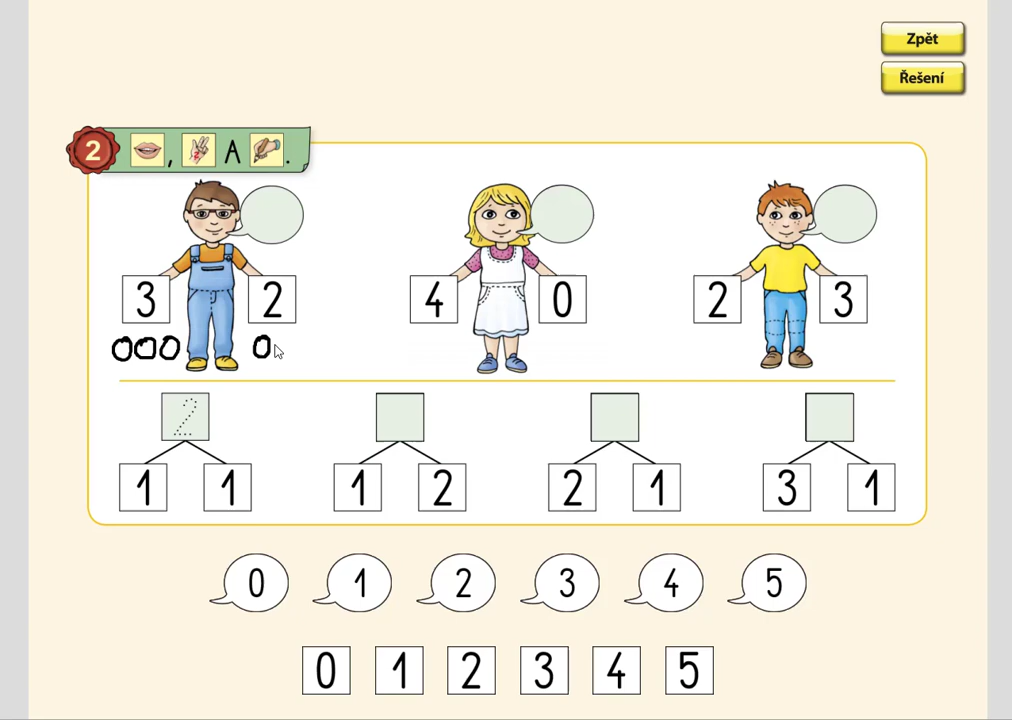 Zpět
Řešení
2 , A .
3 2 4 0 2 3
2
1 1 1 2 2 1 3 1
0 1 2 3 4 5
0 1 2 3 4 5